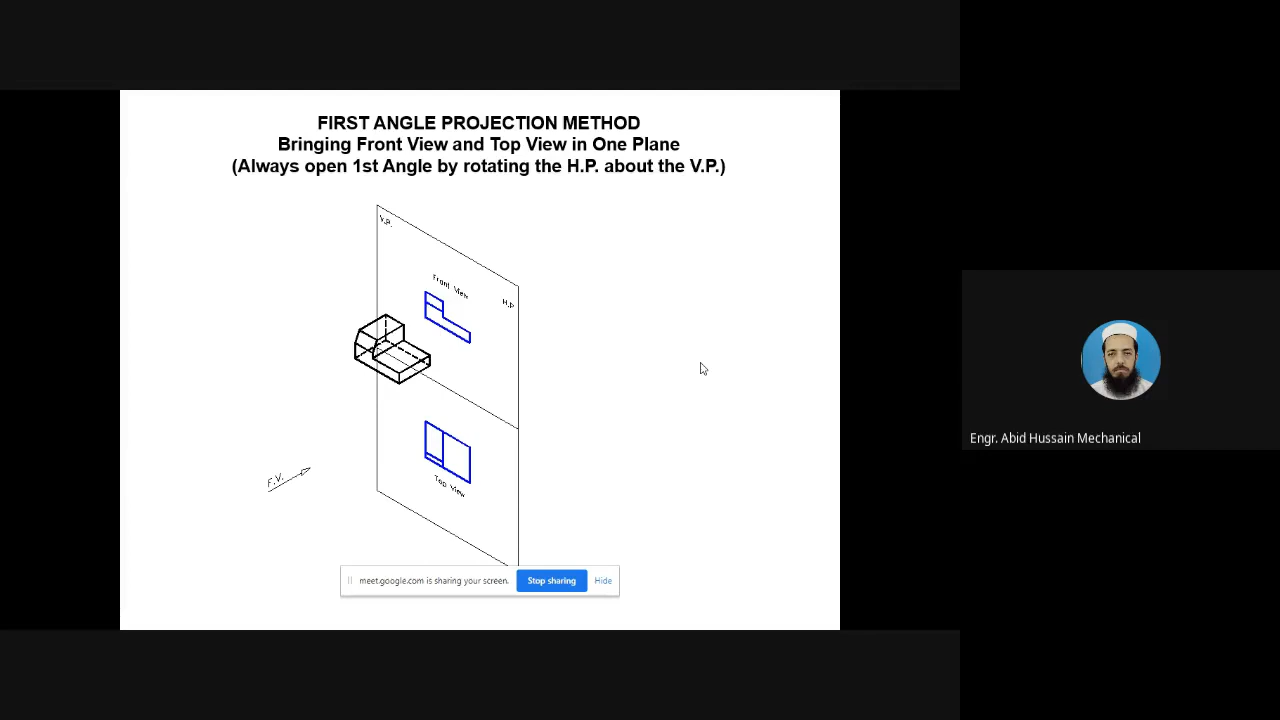 FIRST ANGLE PROJECTION METHOD
Bringing Front View and Top View in One Plane
(Always open 1st Angle by rotating the H.P. about the V.P.)
V.P.
Front View
H.P
F.V.
Top View
meet.google.com is sharing your screen.
Stop sharing
Hide
Engr. Abid Hussain Mechanical